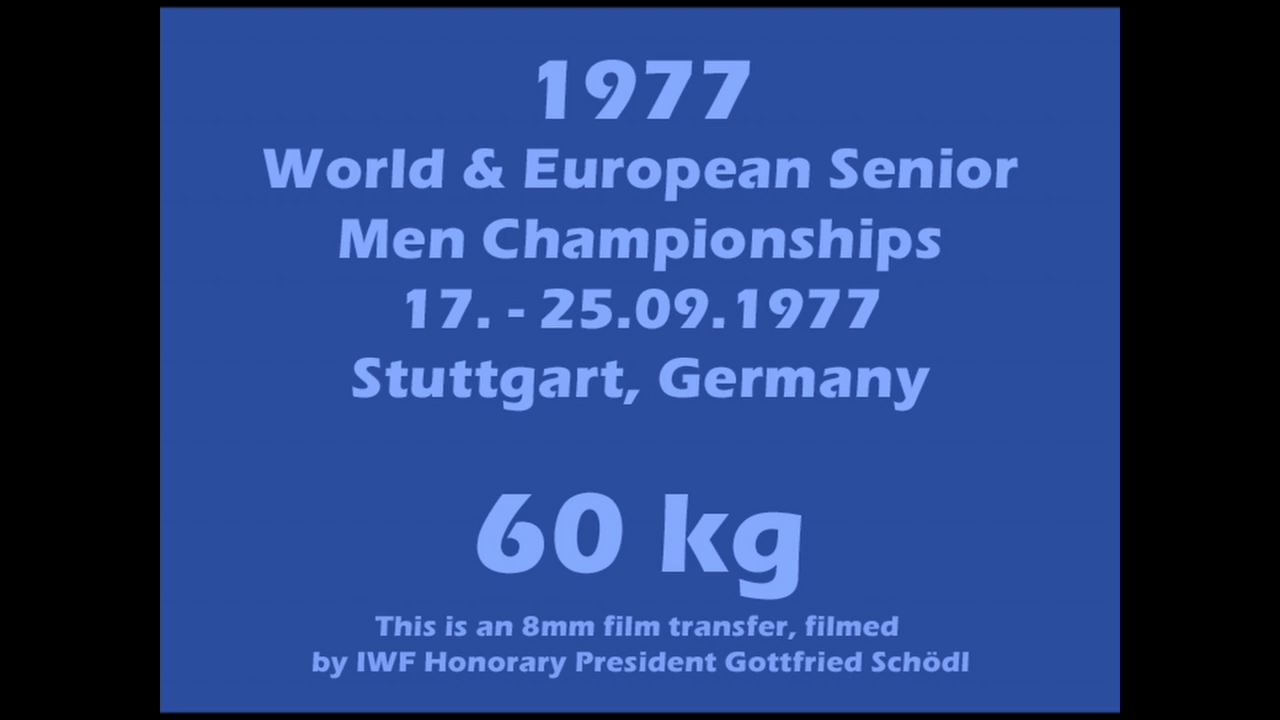 1977
World & European Senior
Men Championships
17. - 25.09.1977
Stuttgart, Germany
60 kg
This is an 8mm film transfer, filmed
by IWF Honorary President Gottfried Schödl